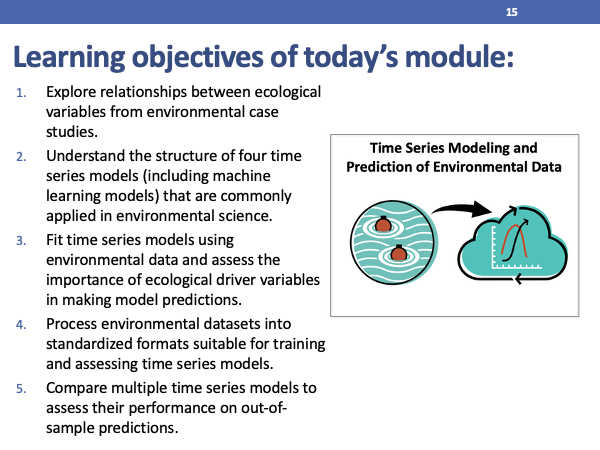 15
Learning objectives of today's module:
1. Explore relationships between ecological
variables from environmental case
studies.
2. Understand the structure of four time
series models (including machine
learning models) that are commonly
applied in environmental science.
3. Fit time series models using
environmental data and assess the
importance of ecological driver variables
in making model predictions.
4. Process environmental datasets into
standardized formats suitable for training
and assessing time series models.
5. Compare multiple time series models to
assess their performance on out-of-
sample predictions.
Time Series Modeling and
Prediction of Environmental Data